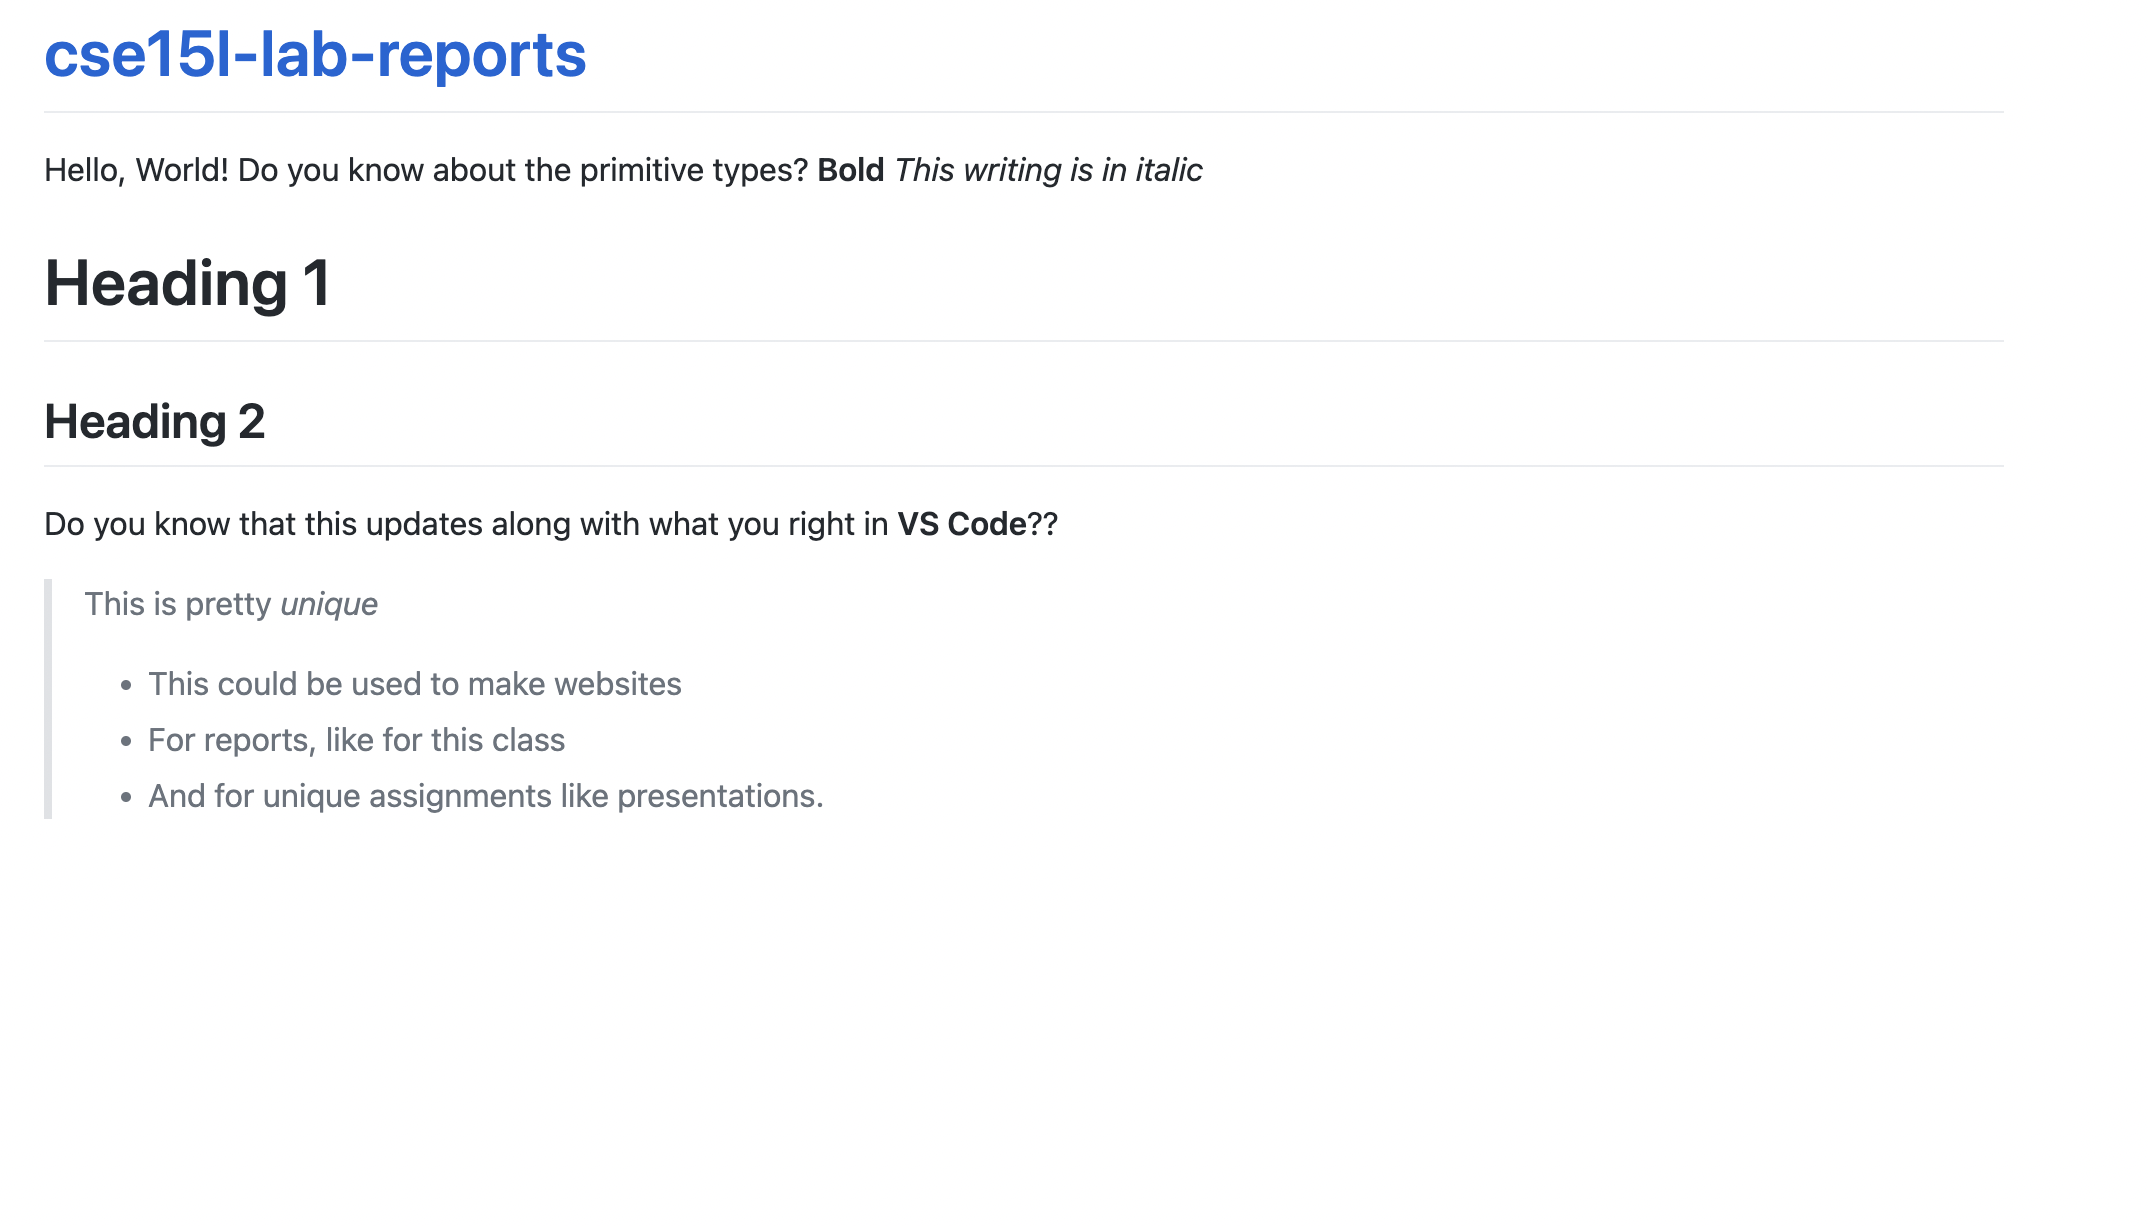 cse15l-lab-reports
Hello, World! Do you know about the primitive types? Bold This writing is in italic
Heading 1
Heading 2
Do you know that this updates along with what you right in VS Code??
This is pretty unique
• This could be used to make websites
• For reports, like for this class
• And for unique assignments like presentations.